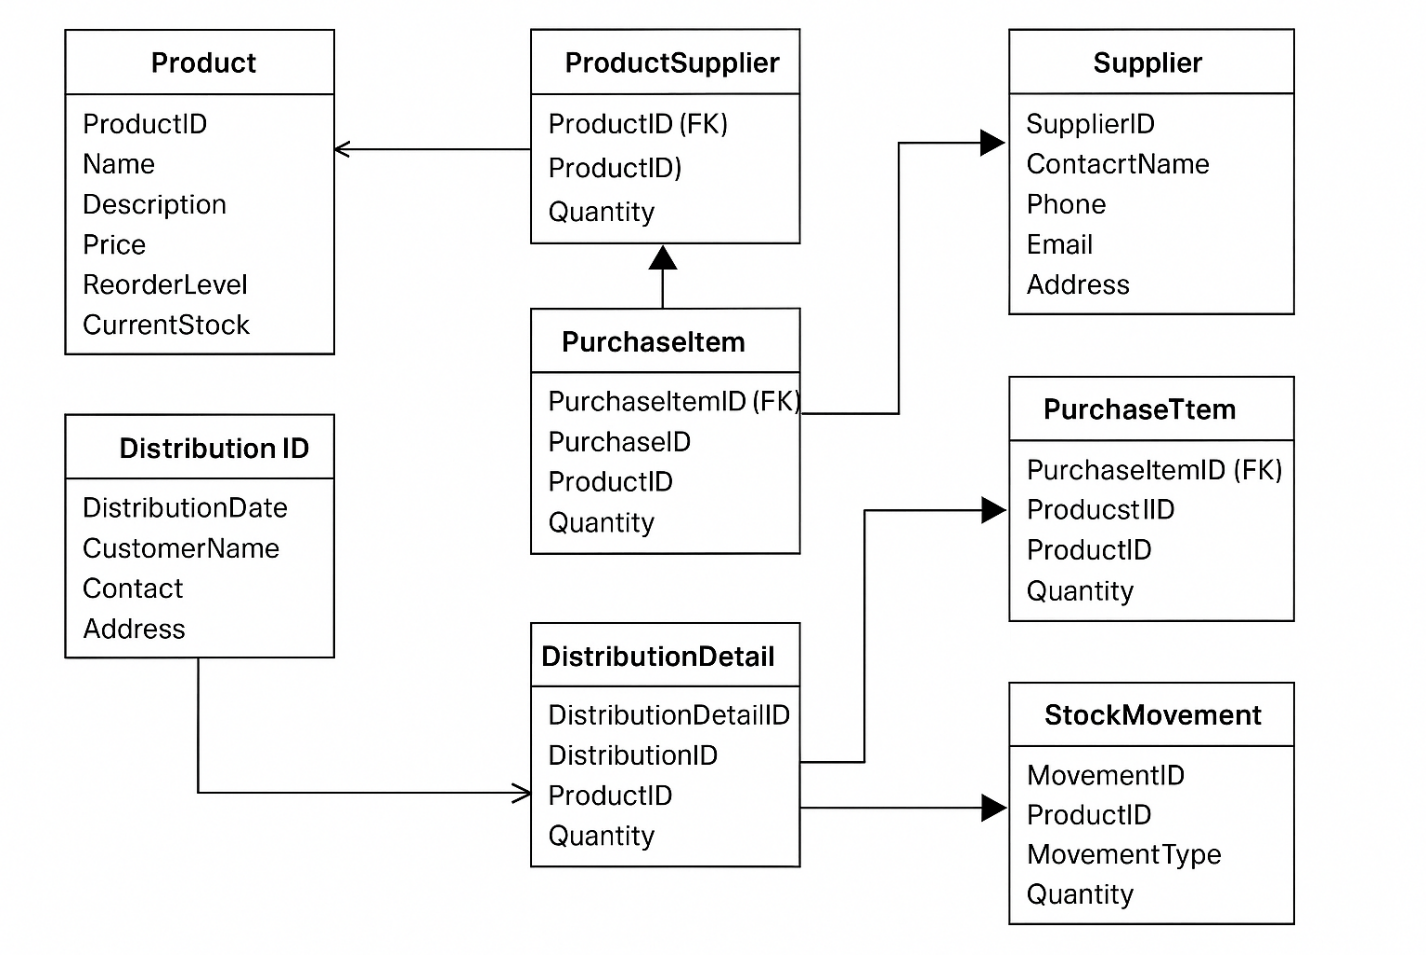 Product
ProductID
Name
Description
Price
ReorderLevel
CurrentStock
ProductSupplier
ProductID (FK)
ProductID)
Quantity
Supplier
SupplierID
ContacrtName
Phone
Email
Address
PurchaseItem
PurchaseItemID (FK)
PurchaseID
ProductID
Quantity
Distribution ID
DistributionDate
CustomerName
Contact
Address
PurchaseTtem
PurchaseItemID (FK)
ProducstIID
ProductID
Quantity
DistributionDetail
DistributionDetailID
DistributionID
ProductID
Quantity
StockMovement
MovementID
ProductID
MovementType
Quantity